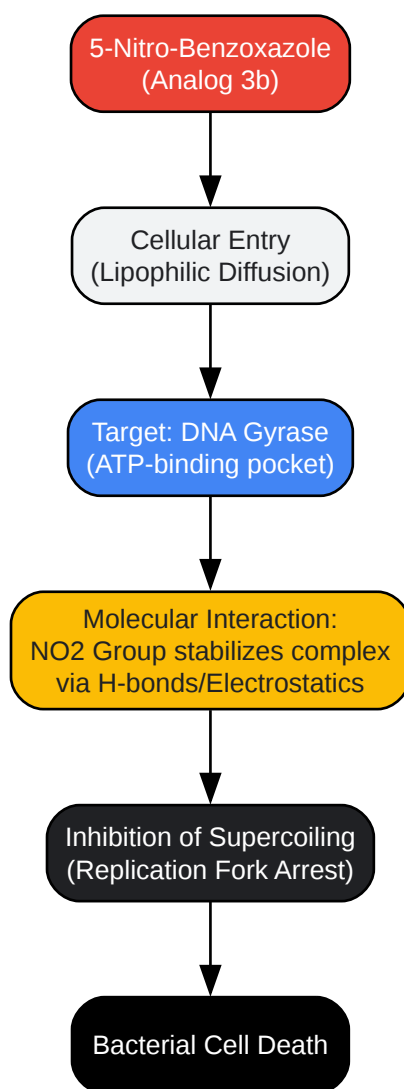 5-Nitro-Benzoxazole
(Analog 3b)
Cellular Entry
(Lipophilic Diffusion)
Target: DNA Gyrase
(ATP-binding pocket)
Molecular Interaction:
NO2 Group stabilizes complex
via H-bonds/Electrostatics
Inhibition of Supercoiling
(Replication Fork Arrest)
Bacterial Cell Death